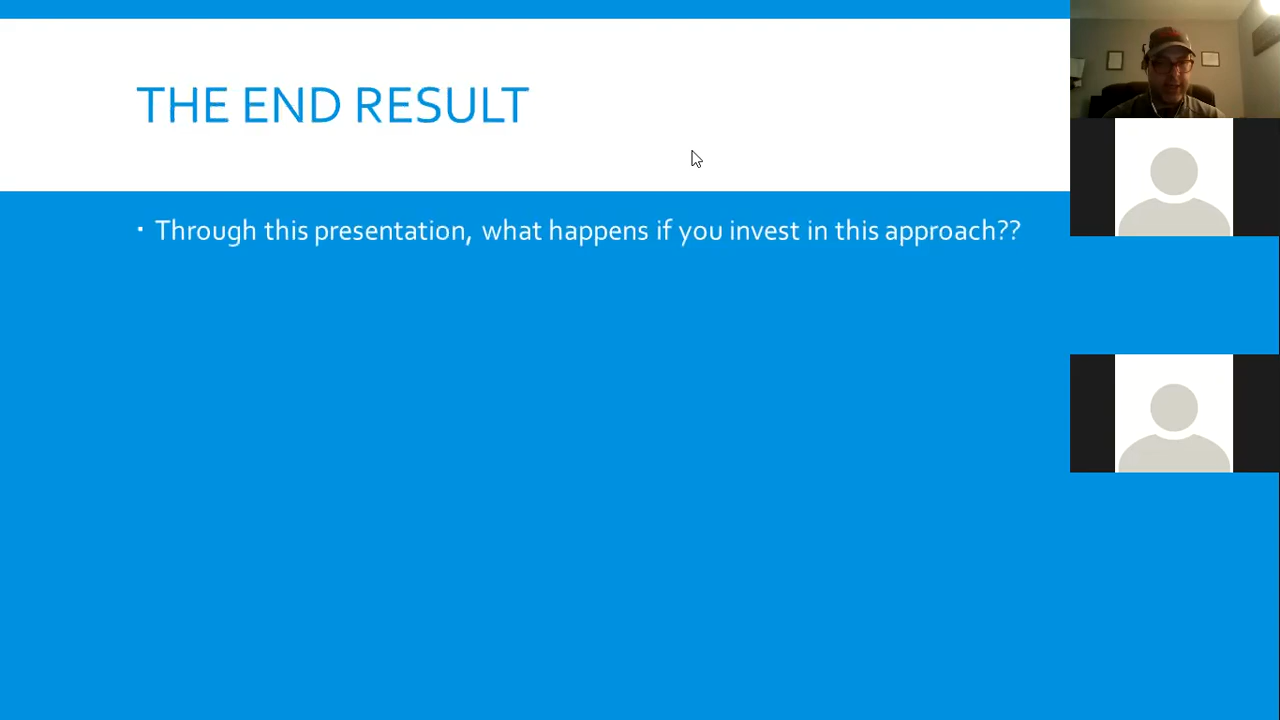 THE END RESULT
▪ Through this presentation, what happens if you invest in this approach??